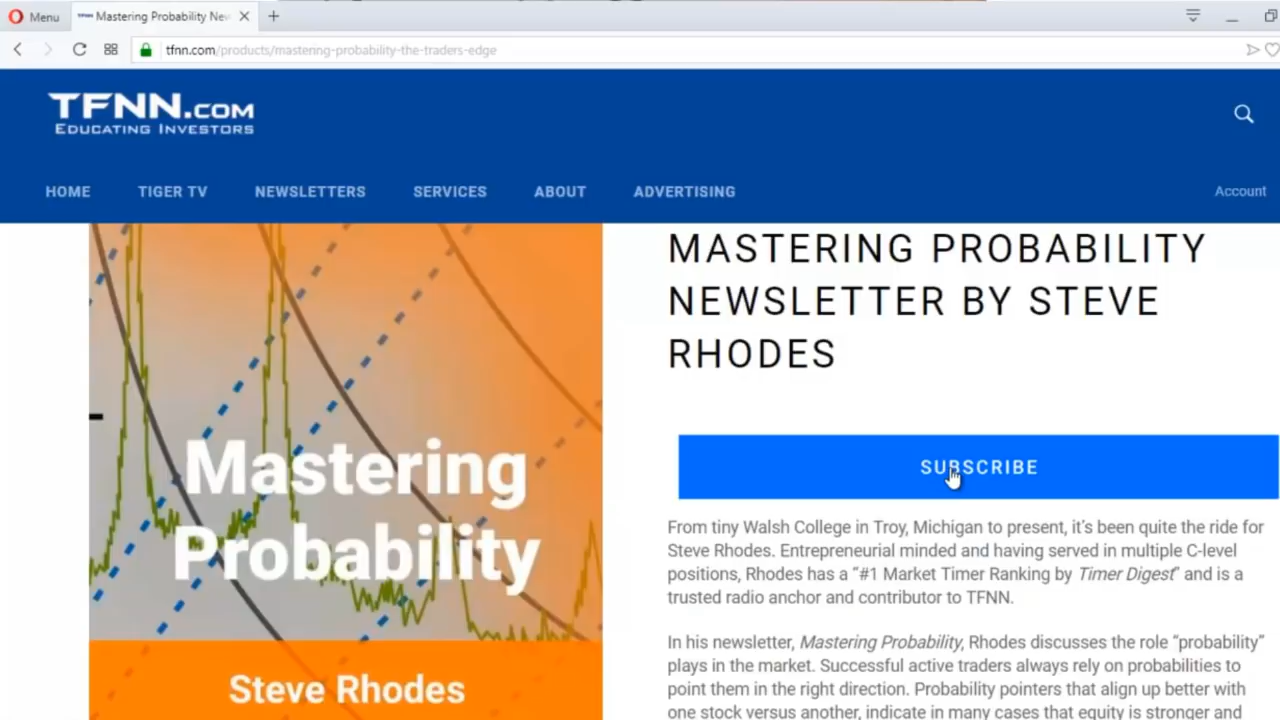 Menu
Mastering Probability Nev
tfnn.com/products/mastering-probability-the-traders-edge
TFNN.COM
EDUCATING INVESTORS
HOME TIGER TV NEWSLETTERS SERVICES ABOUT ADVERTISING Account
MASTERING PROBABILITY
NEWSLETTER BY STEVE
RHODES
Mastering
Probability
Steve Rhodes
SUBSCRIBE
From tiny Walsh College in Troy, Michigan to present, it's been quite the ride for
Steve Rhodes. Entrepreneurial minded and having served in multiple C-level
positions, Rhodes has a “#1 Market Timer Ranking by Timer Digest” and is a
trusted radio anchor and contributor to TFNN.
In his newsletter, Mastering Probability, Rhodes discusses the role “probability”
plays in the market. Successful active traders always rely on probabilities to
point them in the right direction. Probability pointers that align up better with
one stock versus another, indicate in many cases that equity is stronger and